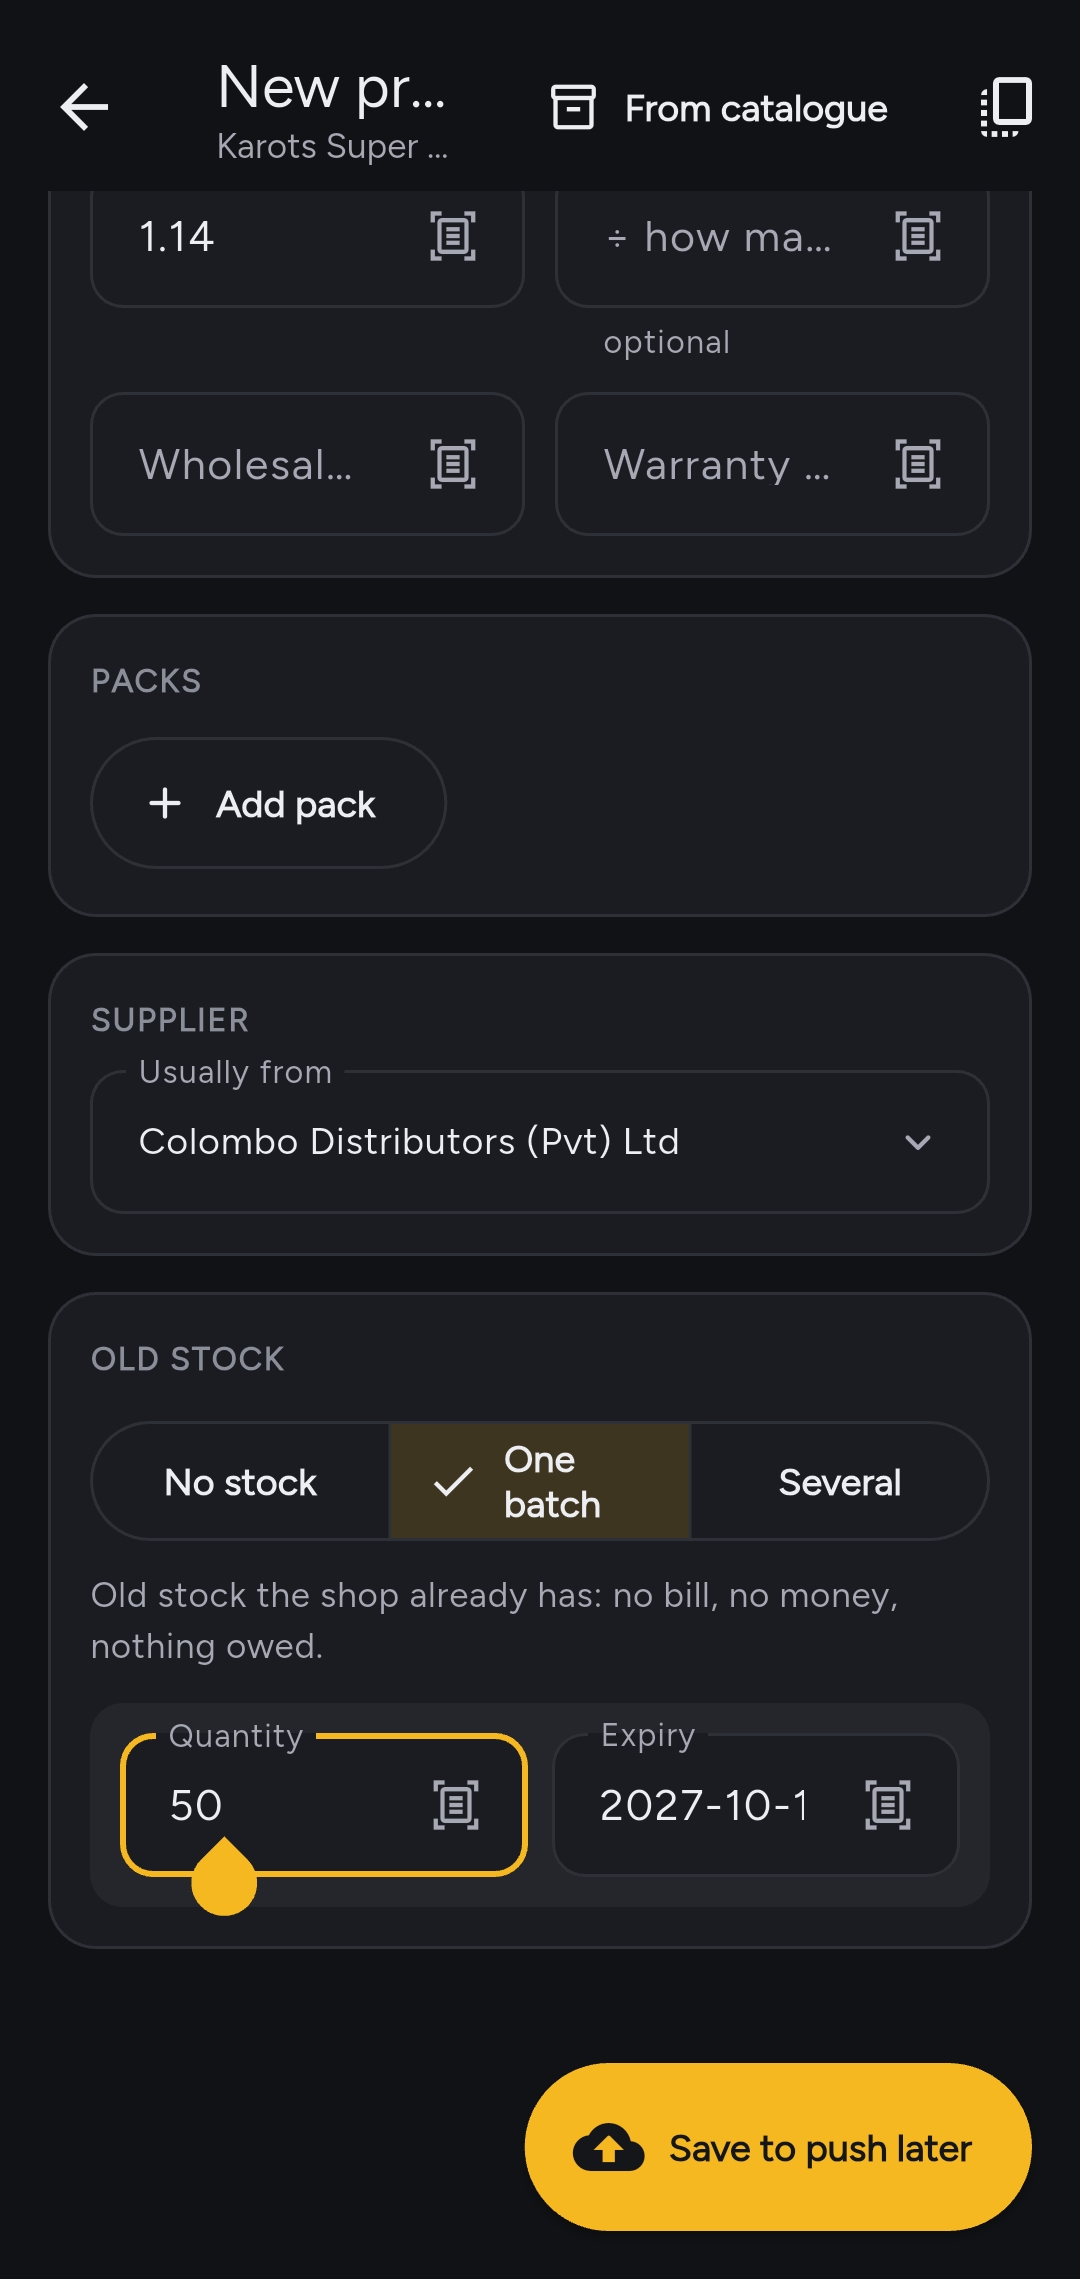 New pr...
Karots Super ...
From catalogue
1.14
÷ how ma...
optional
Wholesal...
Warranty ...
PACKS
+ Add pack
SUPPLIER
Usually from
Colombo Distributors (Pvt) Ltd
OLD STOCK
No stock
One
batch
Several
Old stock the shop already has: no bill, no money,
nothing owed.
Quantity
50
Expiry
2027-10-1
Save to push later